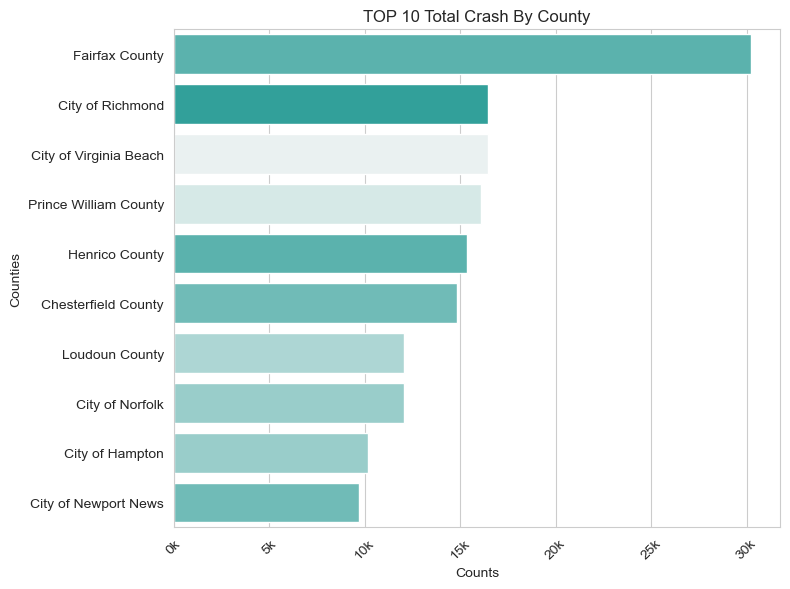 TOP 10 Total Crash By County
Counties
Fairfax County
City of Richmond
City of Virginia Beach
Prince William County
Henrico County
Chesterfield County
Loudoun County
City of Norfolk
City of Hampton
City of Newport News
0k
5k
10k
15k
20k
25k
30k
Counts